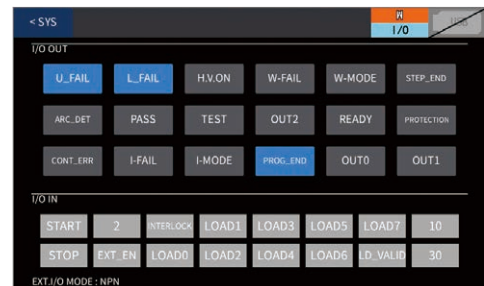 < SYS
M
I/O
USB
I/O OUT
U_FAIL L_FAIL H.V.ON W-FAIL W-MODE STEP_END
ARC_DET PASS TEST OUT2 READY PROTECTION
CONT_ERR I-FAIL I-MODE PROG_END OUT0 OUT1
I/O IN
START 2 INTERLOCK LOAD1 LOAD3 LOAD5 LOAD7 10
STOP EXT_EN LOAD0 LOAD2 LOAD4 LOAD6 LD_VALID 30
EXT.I/O MODE : NPN